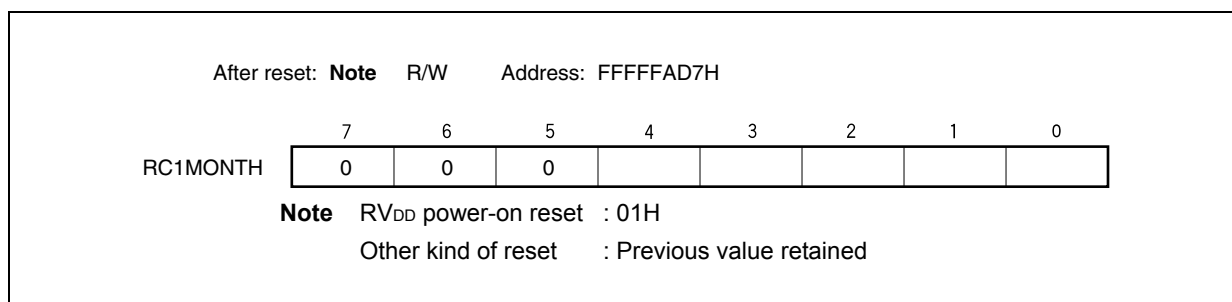 After reset: Note R/W Address: FFFFFAD7H
7 6 5 4 3 2 1 0
RC1MONTH 0 0 0
Note RVDD power-on reset : 01H
Other kind of reset : Previous value retained